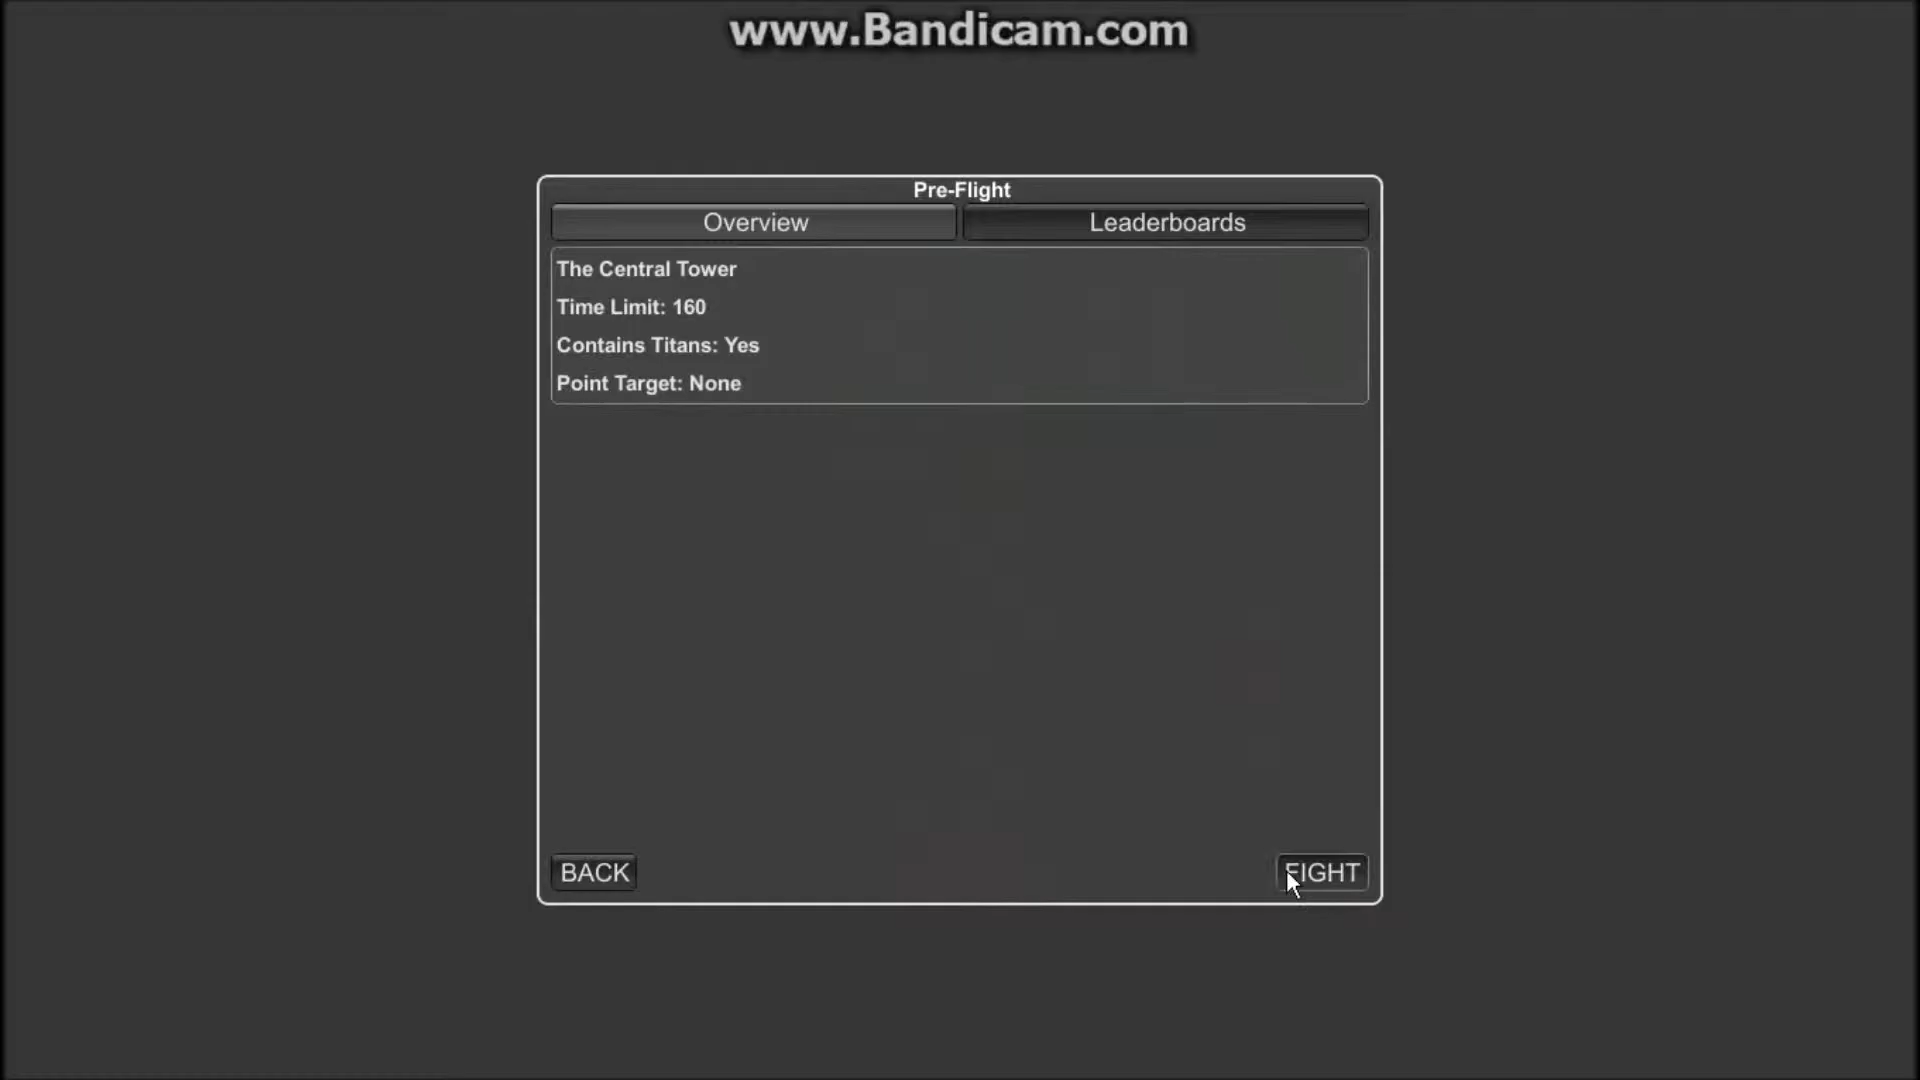 www.Bandicam.com
Pre-Flight
Overview
Leaderboards
The Central Tower
Time Limit: 160
Contains Titans: Yes
Point Target: None
BACK
FIGHT